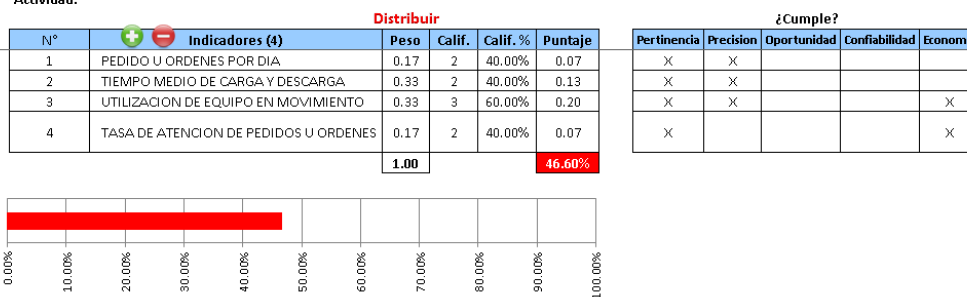 Actividad:
Distribuir ¿Cumple?
N° Indicadores (4) Peso Calif. Calif. % Puntaje Pertinencia Precision Oportunidad Confiabilidad Econom
1 PEDIDO U ORDENES POR DIA 0.17 2 40.00% 0.07 X X
2 TIEMPO MEDIO DE CARGA Y DESCARGA 0.33 2 40.00% 0.13 X X
3 UTILIZACION DE EQUIPO EN MOVIMIENTO 0.33 3 60.00% 0.20 X X X
4 TASA DE ATENCION DE PEDIDOS U ORDENES 0.17 2 40.00% 0.07 X X
1.00 46.60%
0.00% 10.00% 20.00% 30.00% 40.00% 50.00% 60.00% 70.00% 80.00% 90.00% 100.00%